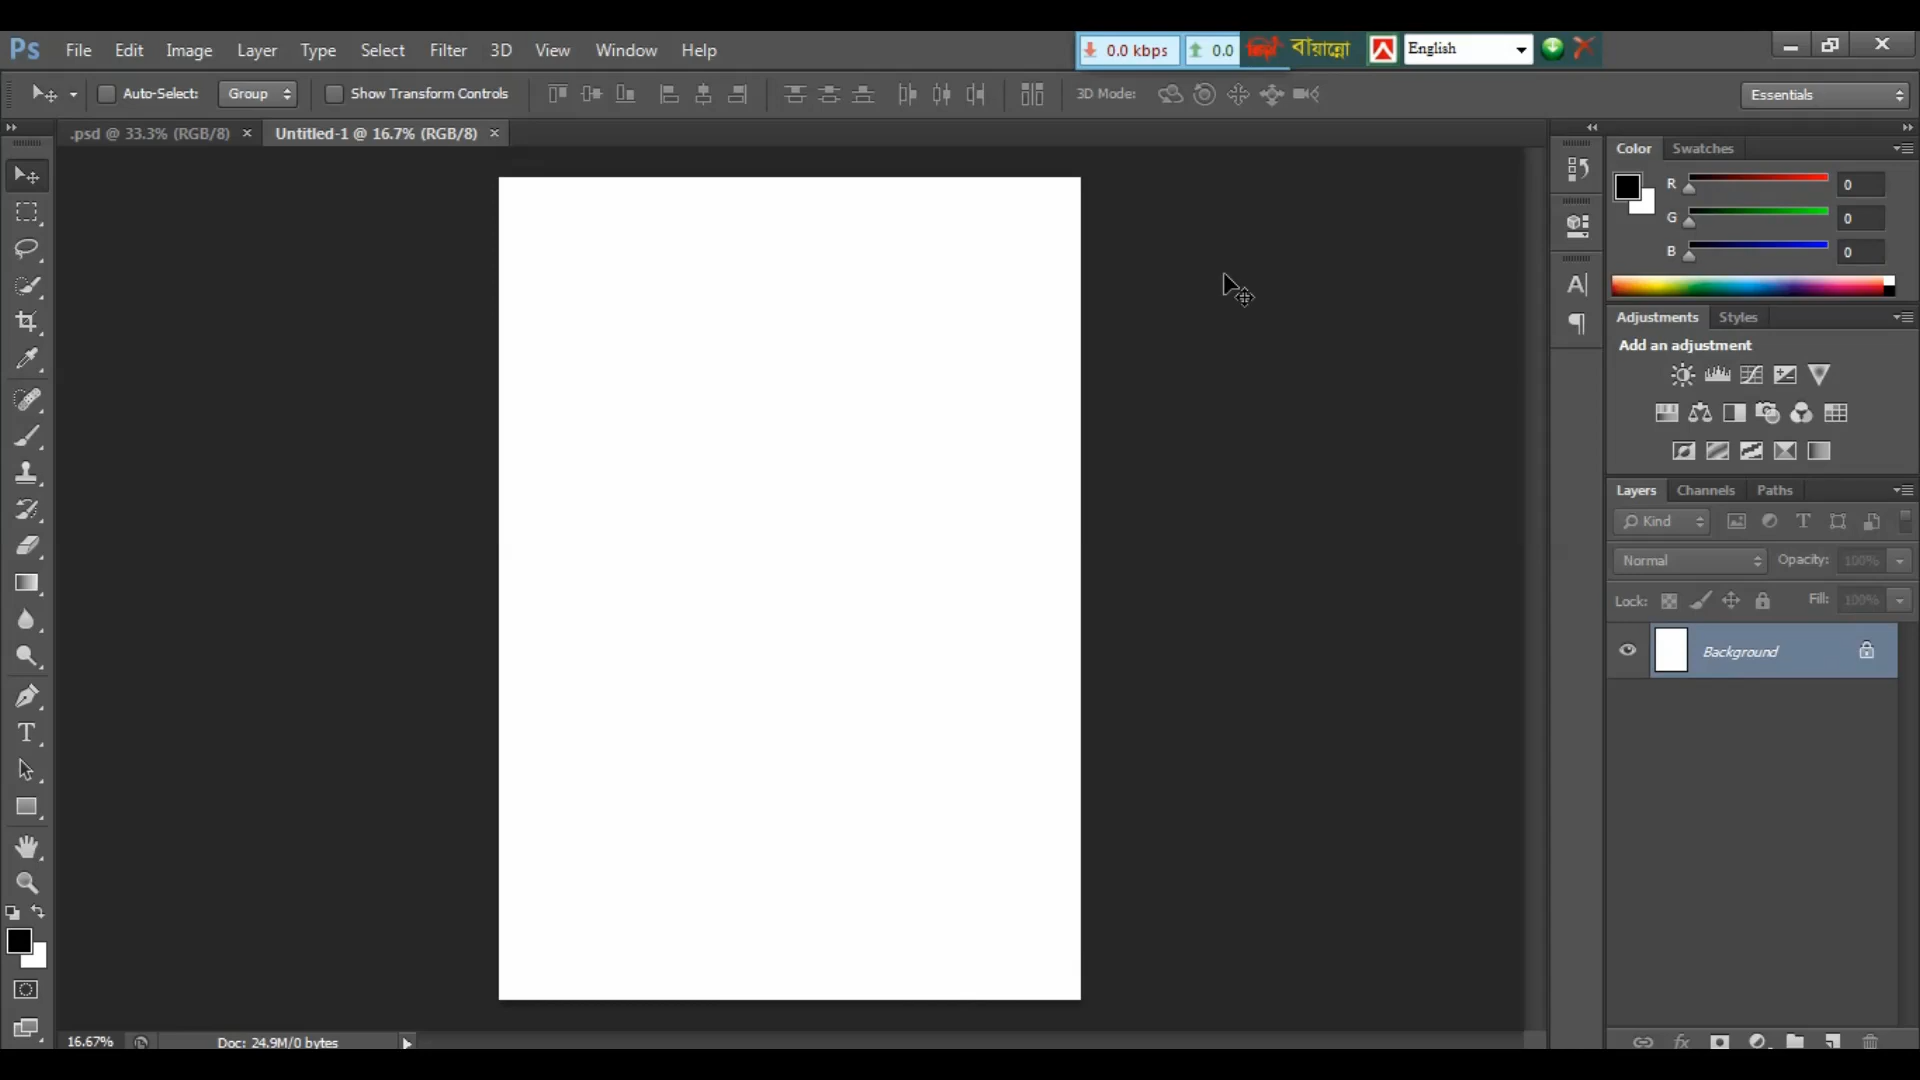 Ps File Edit Image Layer Type Select Filter 3D View Window Help
0.0 kbps 0.0 বায়ান্নো English
Auto-Select: Group Show Transform Controls 3D Mode: Essentials
.psd @ 33.3% (RGB/8) × Untitled-1 @ 16.7% (RGB/8) ×
Color Swatches
R 0
G 0
B 0
Adjustments Styles
Add an adjustment
Layers Channels Paths
Kind
Normal Opacity: 100%
Lock: Fill: 100%
Background
16.67% Doc: 24.9M/0 bytes